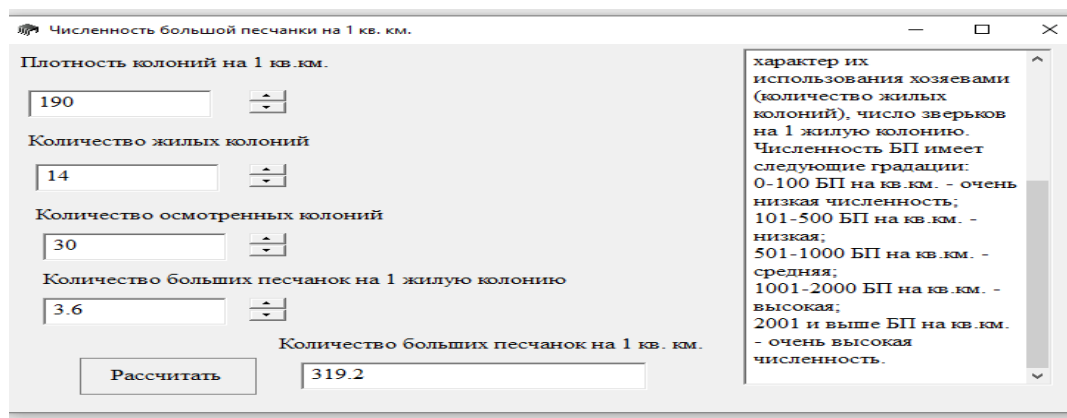 Численность большой песчанки на 1 кв. км.
Плотность колоний на 1 кв.км.
190
Количество жилых колоний
14
Количество осмотренных колоний
30
Количество больших песчанок на 1 жилую колонию
3.6
Количество больших песчанок на 1 кв. км.
Рассчитать
319.2
характер их
использования хозяевами
(количество жилых
колоний), число зверьков
на 1 жилую колонию.
Численность БП имеет
следующие градации:
0-100 БП на кв.км. - очень
низкая численность;
101-500 БП на кв.км. -
низкая;
501-1000 БП на кв.км. -
средняя;
1001-2000 БП на кв.км. -
высокая;
2001 и выше БП на кв.км.
- очень высокая
численность.